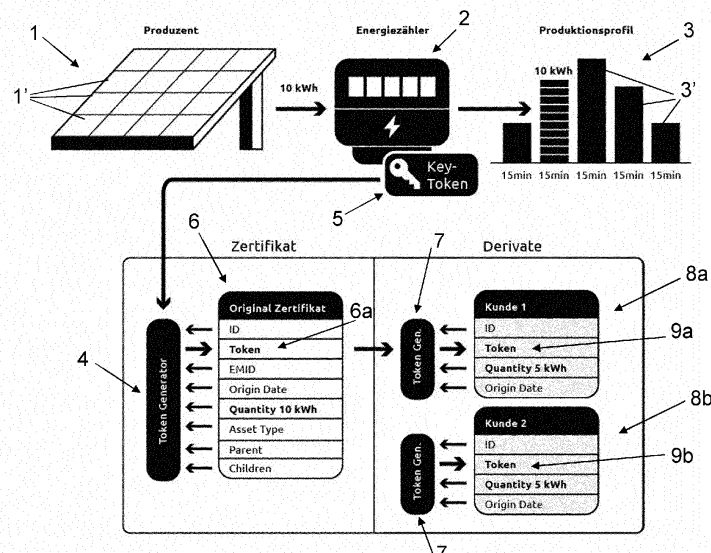 1
Produzent
Energiezähler
2
Produktionsprofil
3
1'
10 kWh
10 kWh
3'
15min 15min 15min 15min 15min
Key-
Token
5
Zertifikat
Derivate
6
7
8a
Original Zertifikat
6a
ID
Token
EMID
Origin Date
Quantity 10 kWh
Asset Type
Parent
Children
4
Token Generator
Token Gen.
Kunde 1
ID
Token
9a
Quantity 5 kWh
Origin Date
8b
Token Gen.
Kunde 2
ID
Token
9b
Quantity 5 kWh
Origin Date
7